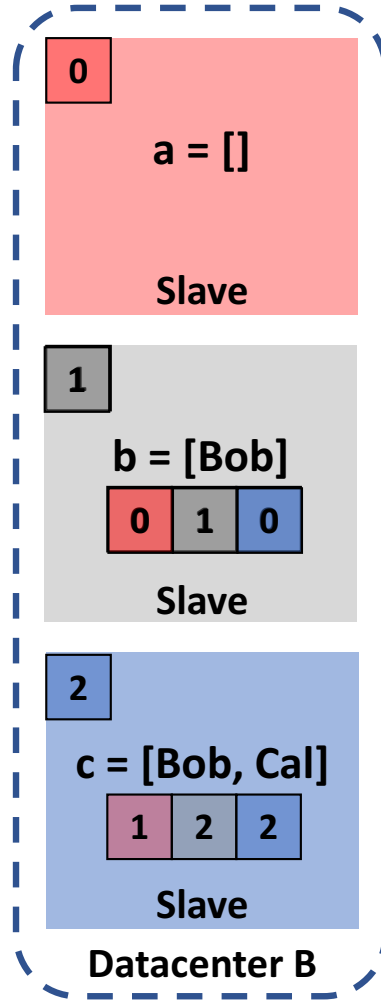 0
a = []
Slave
1
b = [Bob]
0 1 0
Slave
2
c = [Bob, Cal]
1 2 2
Slave
Datacenter B